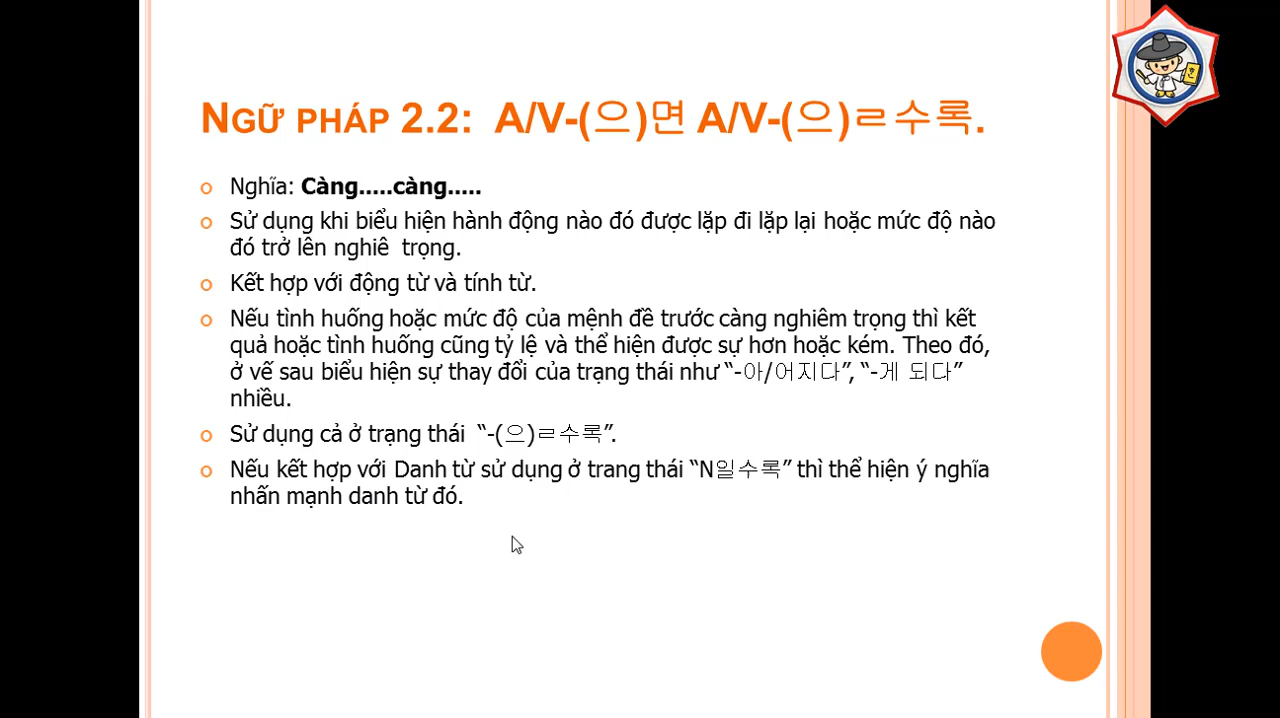 NGỮ PHÁP 2.2: A/V-(으)면 A/V-(으)ㄹ수록.
Nghĩa: Càng.....càng.....
Sử dụng khi biểu hiện hành động nào đó được lặp đi lặp lại hoặc mức độ nào
đó trở lên nghiê  trọng.
Kết hợp với động từ và tính từ.
Nếu tình huống hoặc mức độ của mệnh đề trước càng nghiêm trọng thì kết
quả hoặc tình huống cũng tỷ lệ và thể hiện được sự hơn hoặc kém. Theo đó,
ở vế sau biểu hiện sự thay đổi của trạng thái như “-아/어지다”, “-게 되다”
nhiều.
Sử dụng cả ở trạng thái “-(으)ㄹ수록”.
Nếu kết hợp với Danh từ sử dụng ở trang thái “N일수록” thì thể hiện ý nghĩa
nhấn mạnh danh từ đó.